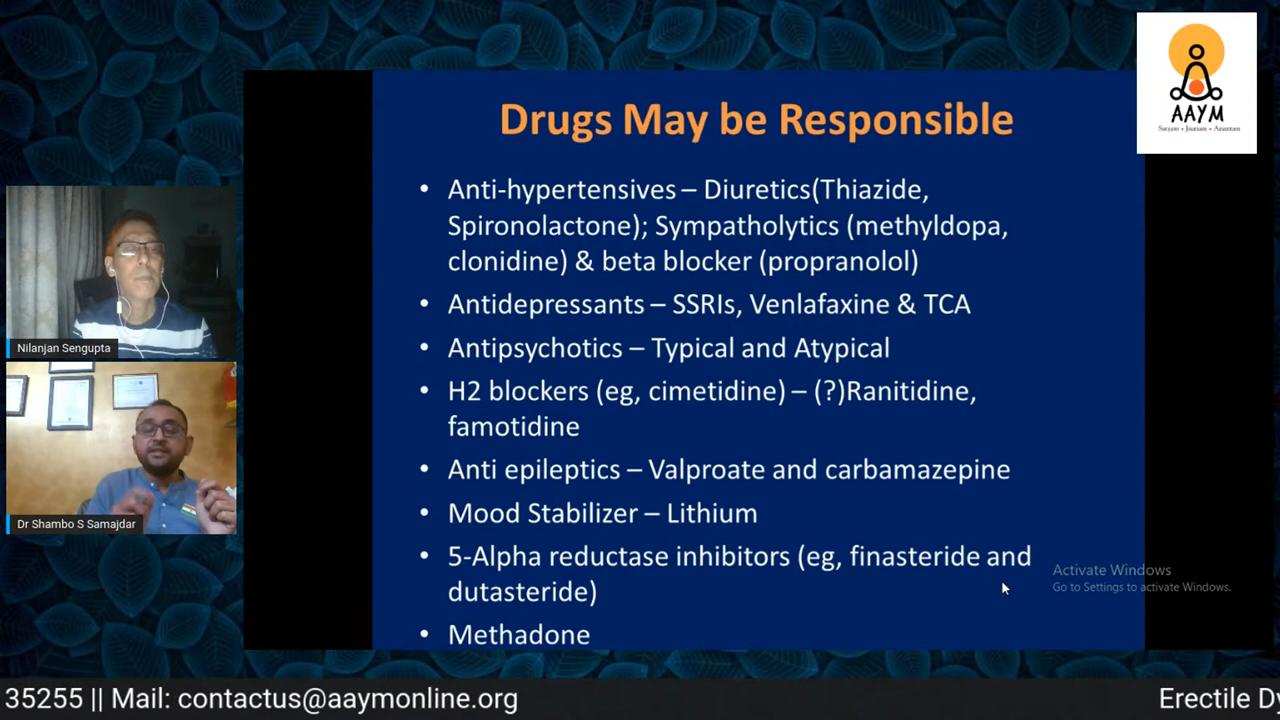 AAYM
Drugs May be Responsible
• Anti-hypertensives – Diuretics(Thiazide,
Spironolactone); Sympatholytics (methyldopa,
clonidine) & beta blocker (propranolol)
• Antidepressants – SSRIs, Venlafaxine & TCA
• Antipsychotics – Typical and Atypical
• H2 blockers (eg, cimetidine) – (?)Ranitidine,
famotidine
• Anti epileptics – Valproate and carbamazepine
• Mood Stabilizer – Lithium
• 5-Alpha reductase inhibitors (eg, finasteride and
dutasteride)
• Methadone
Nilanjan Sengupta
Dr Shambo S Samajdar
Activate Windows
Go to Settings to activate Windows.
35255 || Mail: contactus@aaymonline.org
Erectile Dy